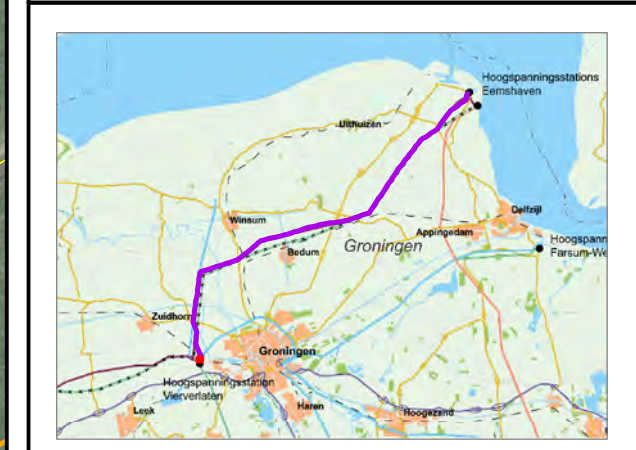 Hoogspanningsstations
Eemshaven
Uithuizen
Delfzijl
Winsum
Appingedam
Groningen
Hoogspann
Bedum
Farsum-We
Zuidhorn
Groningen
Hoogspanningsstation
Vierverlaten
Leek
Haren
Hoogezand